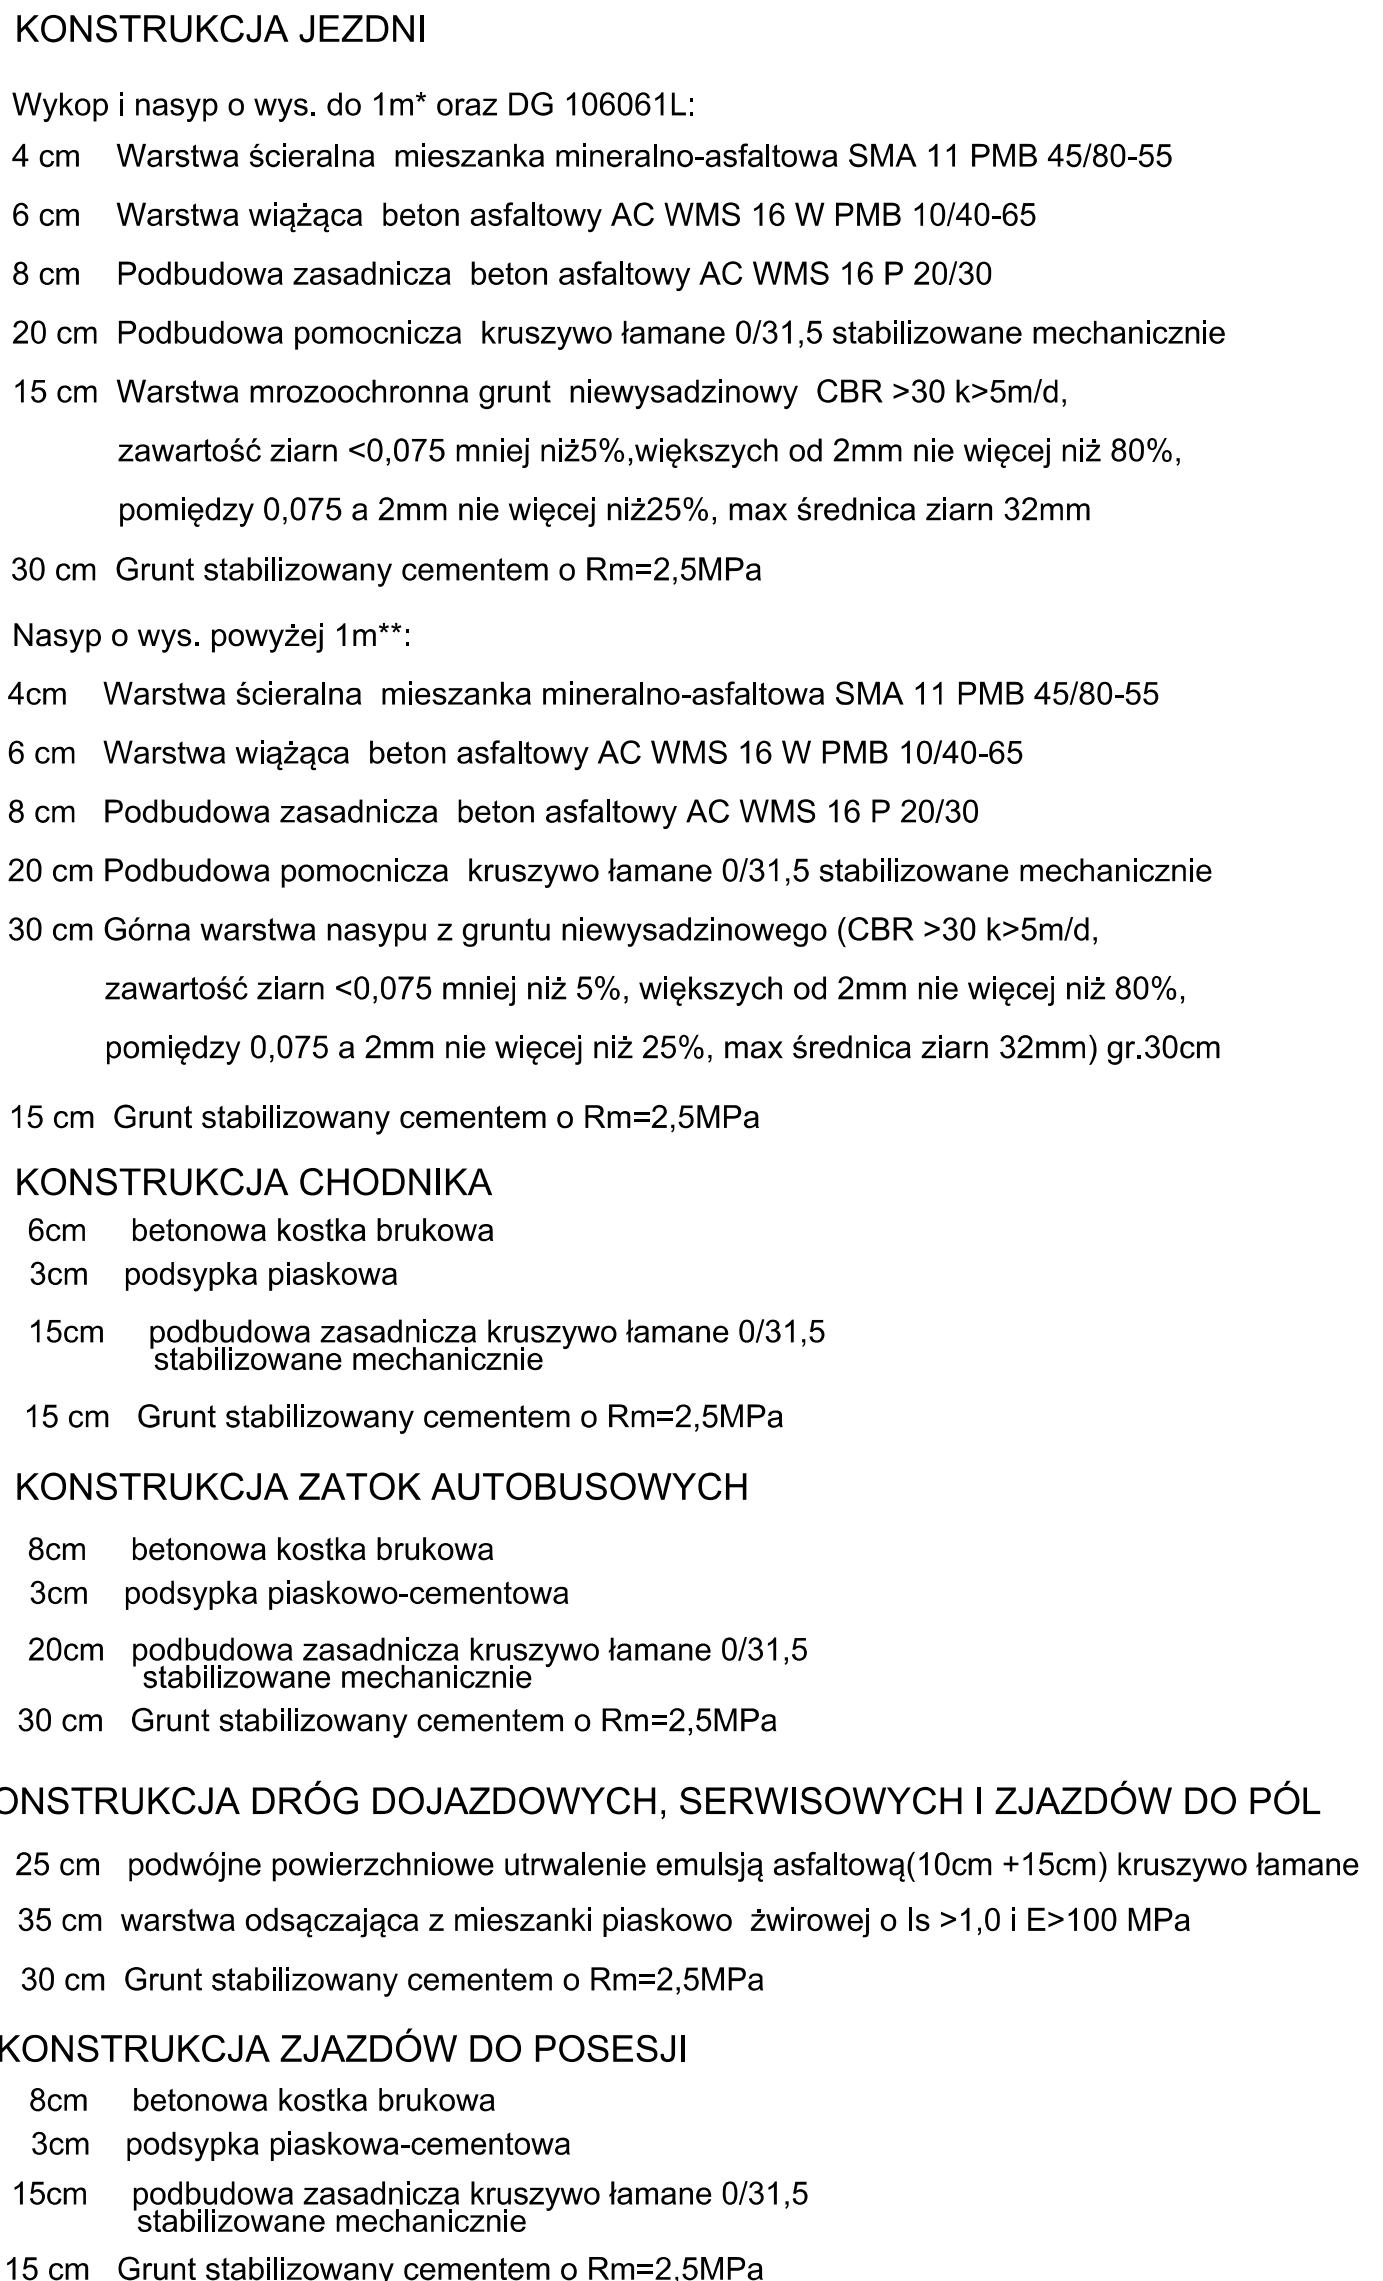 KONSTRUKCJA JEZDNI
Wykop i nasyp o wys. do 1m* oraz DG 106061L:
4 cm Warstwa ścieralna mieszanka mineralno-asfaltowa SMA 11 PMB 45/80-55
6 cm Warstwa wiążąca beton asfaltowy AC WMS 16 W PMB 10/40-65
8 cm Podbudowa zasadnicza beton asfaltowy AC WMS 16 P 20/30
20 cm Podbudowa pomocnicza kruszywo łamane 0/31,5 stabilizowane mechanicznie
15 cm Warstwa mrozoochronna grunt niewysadzinowy CBR >30 k>5m/d,
zawartość ziarn <0,075 mniej niż5%,większych od 2mm nie więcej niż 80%,
pomiędzy 0,075 a 2mm nie więcej niż25%, max średnica ziarn 32mm
30 cm Grunt stabilizowany cementem o Rm=2,5MPa
Nasyp o wys. powyżej 1m**:
4cm Warstwa ścieralna mieszanka mineralno-asfaltowa SMA 11 PMB 45/80-55
6 cm Warstwa wiążąca beton asfaltowy AC WMS 16 W PMB 10/40-65
8 cm Podbudowa zasadnicza beton asfaltowy AC WMS 16 P 20/30
20 cm Podbudowa pomocnicza kruszywo łamane 0/31,5 stabilizowane mechanicznie
30 cm Górna warstwa nasypu z gruntu niewysadzinowego (CBR >30 k>5m/d,
zawartość ziarn <0,075 mniej niż 5%, większych od 2mm nie więcej niż 80%,
pomiędzy 0,075 a 2mm nie więcej niż 25%, max średnica ziarn 32mm) gr.30cm
15 cm Grunt stabilizowany cementem o Rm=2,5MPa
KONSTRUKCJA CHODNIKA
6cm betonowa kostka brukowa
3cm podsypka piaskowa
15cm podbudowa zasadnicza kruszywo łamane 0/31,5
stabilizowane mechanicznie
15 cm Grunt stabilizowany cementem o Rm=2,5MPa
KONSTRUKCJA ZATOK AUTOBUSOWYCH
8cm betonowa kostka brukowa
3cm podsypka piaskowo-cementowa
20cm podbudowa zasadnicza kruszywo łamane 0/31,5
stabilizowane mechanicznie
30 cm Grunt stabilizowany cementem o Rm=2,5MPa
ONSTRUKCJA DRÓG DOJAZDOWYCH, SERWISOWYCH I ZJAZDÓW DO PÓL
25 cm podwójne powierzchniowe utrwalenie emulsją asfaltową(10cm +15cm) kruszywo łamane
35 cm warstwa odsączająca z mieszanki piaskowo żwirowej o Is >1,0 i E>100 MPa
30 cm Grunt stabilizowany cementem o Rm=2,5MPa
KONSTRUKCJA ZJAZDÓW DO POSESJI
8cm betonowa kostka brukowa
3cm podsypka piaskowa-cementowa
15cm podbudowa zasadnicza kruszywo łamane 0/31,5
stabilizowane mechanicznie
15 cm Grunt stabilizowany cementem o Rm=2,5MPa